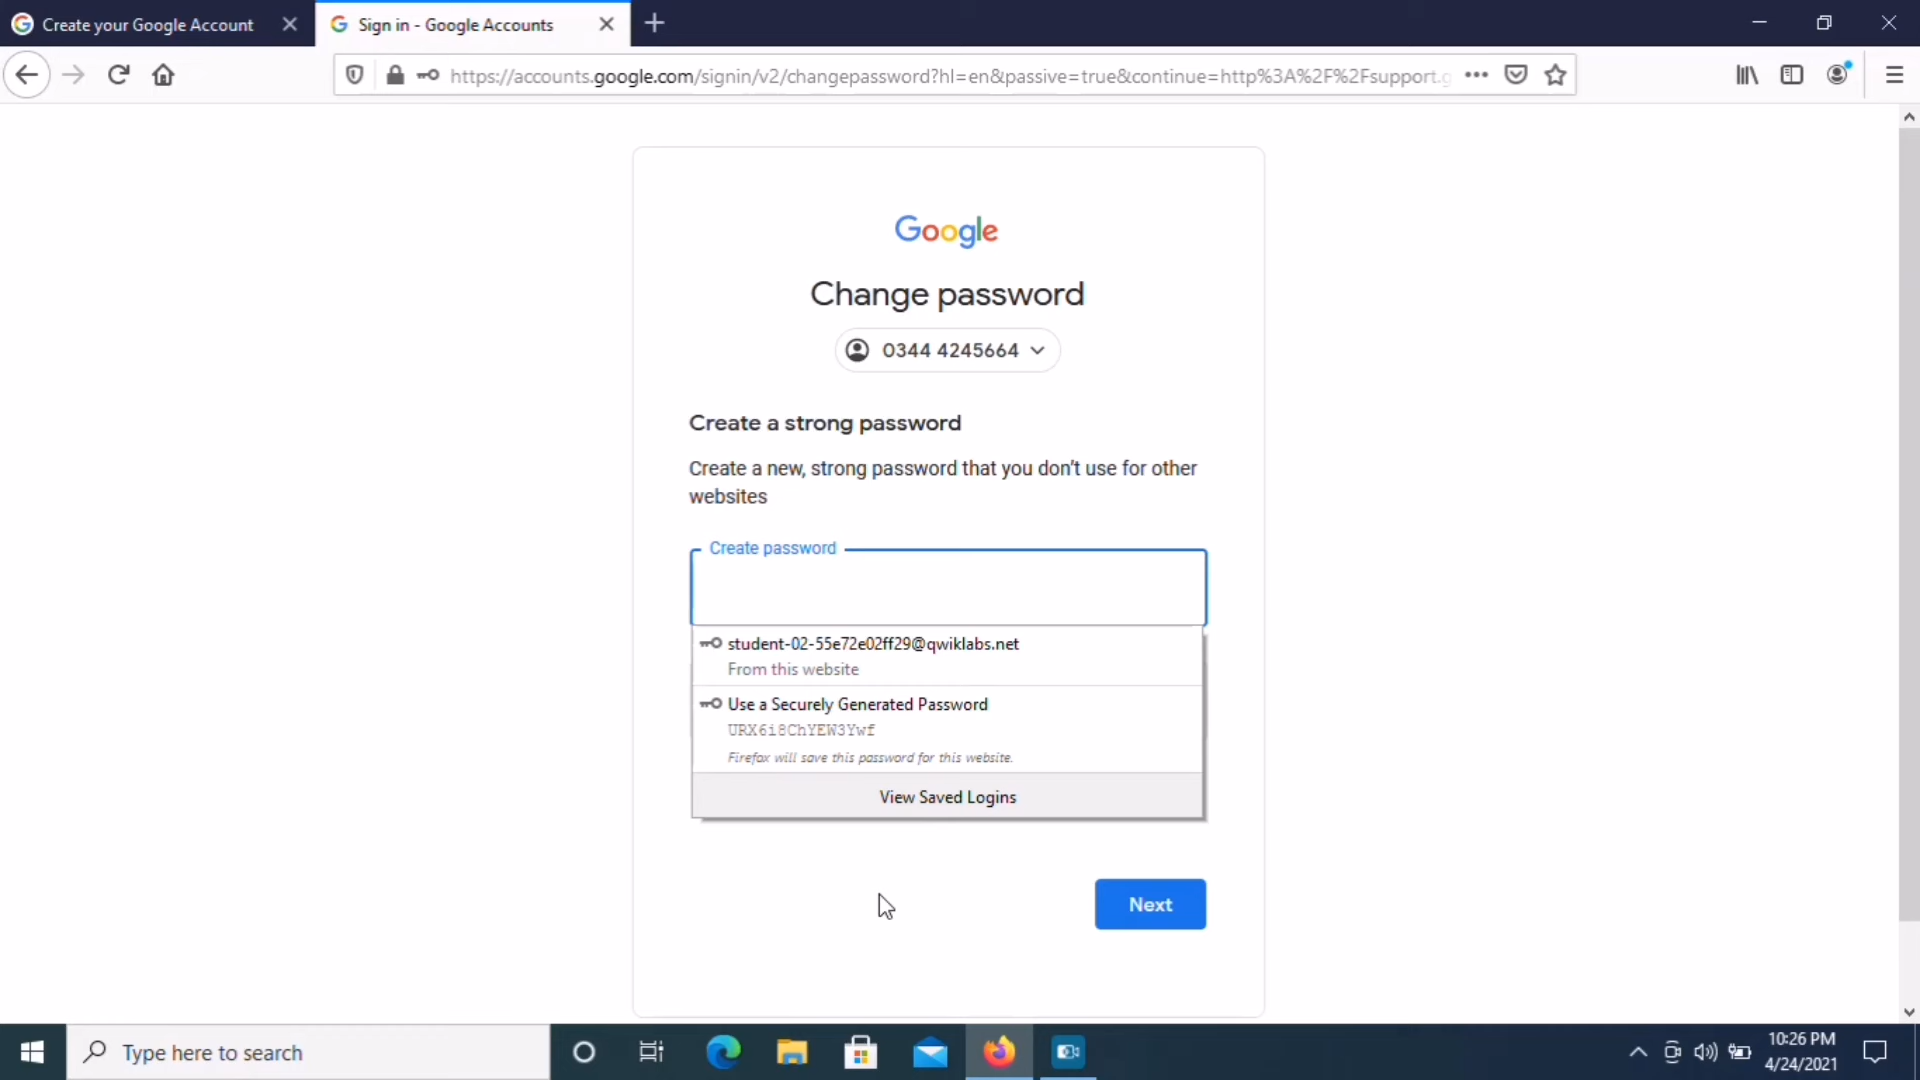 Create your Google Account
Sign in - Google Accounts
https://accounts.google.com/signin/v2/changepassword?hl=en&passive=true&continue=http%3A%2F%2Fsupport.g
Google
Change password
0344 4245664
Create a strong password
Create a new, strong password that you don't use for other
websites
Create password
student-02-55e72e02ff29@qwiklabs.net
From this website
Use a Securely Generated Password
URX6i8ChYEW3Ywf
Firefox will save this password for this website.
View Saved Logins
Next
Type here to search
10:26 PM
4/24/2021